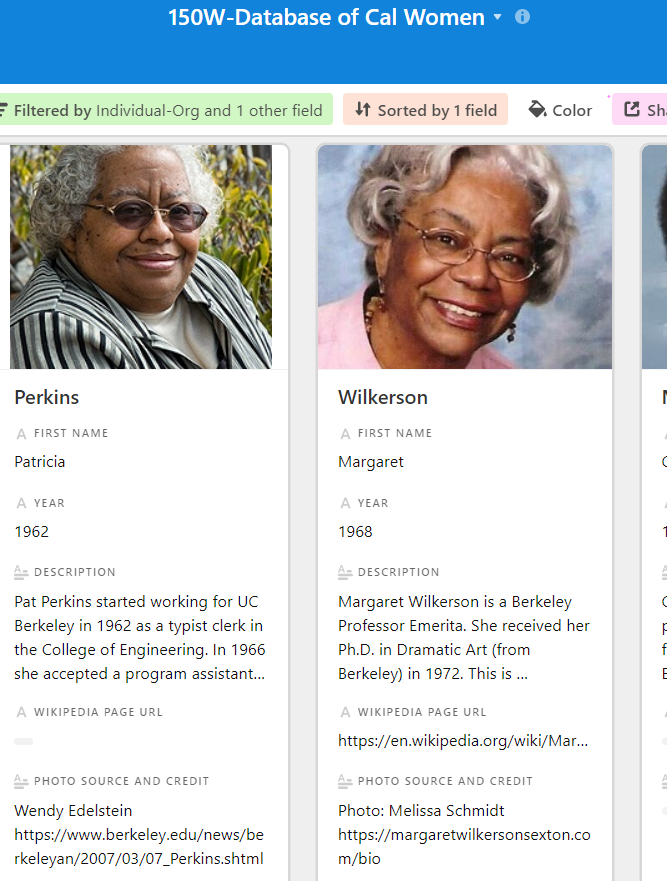 150W-Database of Cal Women
Filtered by Individual-Org and 1 other field
Sorted by 1 field
Color
Perkins
A FIRST NAME
Patricia
A YEAR
1962
DESCRIPTION
Pat Perkins started working for UC
Berkeley in 1962 as a typist clerk in
the College of Engineering. In 1966
she accepted a program assistant...
A WIKIPEDIA PAGE URL
PHOTO SOURCE AND CREDIT
Wendy Edelstein
https://www.berkeley.edu/news/be
rkeleyan/2007/03/07_Perkins.shtml
Wilkerson
A FIRST NAME
Margaret
A YEAR
1968
DESCRIPTION
Margaret Wilkerson is a Berkeley
Professor Emerita. She received her
Ph.D. in Dramatic Art (from
Berkeley) in 1972. This is ...
A WIKIPEDIA PAGE URL
https://en.wikipedia.org/wiki/Mar...
PHOTO SOURCE AND CREDIT
Photo: Melissa Schmidt
https://margaretwilkersonsexton.co
m/bio